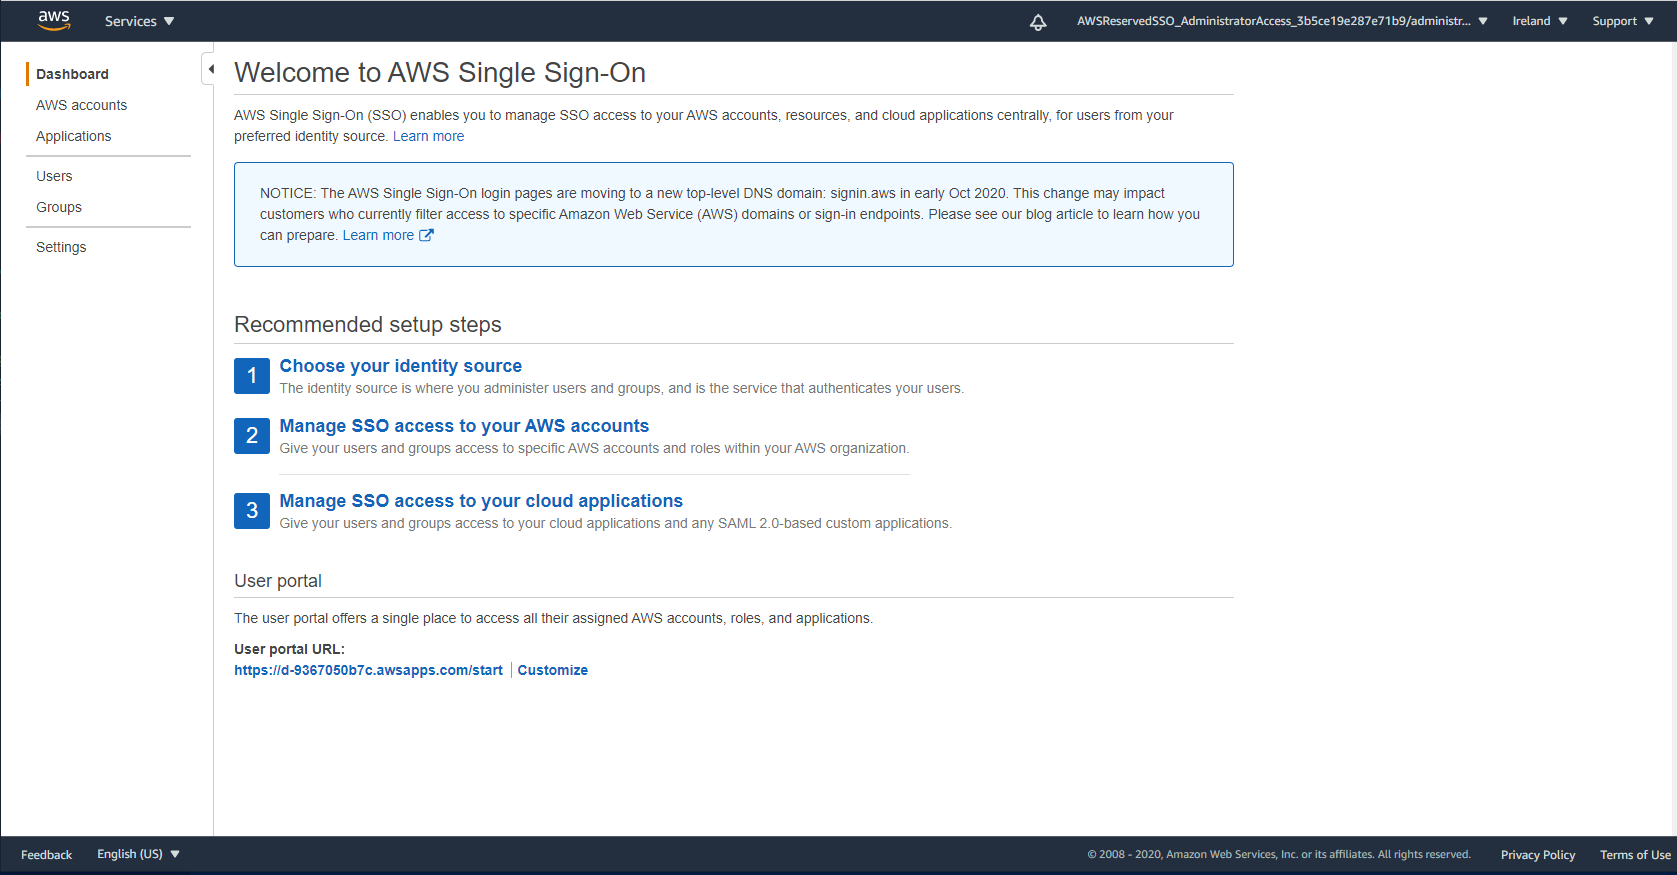 aws
Services
AWSReservedSSO_AdministratorAccess_3b5ce19e287e71b9/administr...
Ireland
Support
Dashboard
AWS accounts
Applications
Users
Groups
Settings
Welcome to AWS Single Sign-On
AWS Single Sign-On (SSO) enables you to manage SSO access to your AWS accounts, resources, and cloud applications centrally, for users from your
preferred identity source. Learn more
NOTICE: The AWS Single Sign-On login pages are moving to a new top-level DNS domain: signin.aws in early Oct 2020. This change may impact
customers who currently filter access to specific Amazon Web Service (AWS) domains or sign-in endpoints. Please see our blog article to learn how you
can prepare. Learn more
Recommended setup steps
1
Choose your identity source
The identity source is where you administer users and groups, and is the service that authenticates your users.
2
Manage SSO access to your AWS accounts
Give your users and groups access to specific AWS accounts and roles within your AWS organization.
3
Manage SSO access to your cloud applications
Give your users and groups access to your cloud applications and any SAML 2.0-based custom applications.
User portal
The user portal offers a single place to access all their assigned AWS accounts, roles, and applications.
User portal URL:
https://d-9367050b7c.awsapps.com/start | Customize
Feedback
English (US)
© 2008 - 2020, Amazon Web Services, Inc. or its affiliates. All rights reserved.
Privacy Policy
Terms of Use